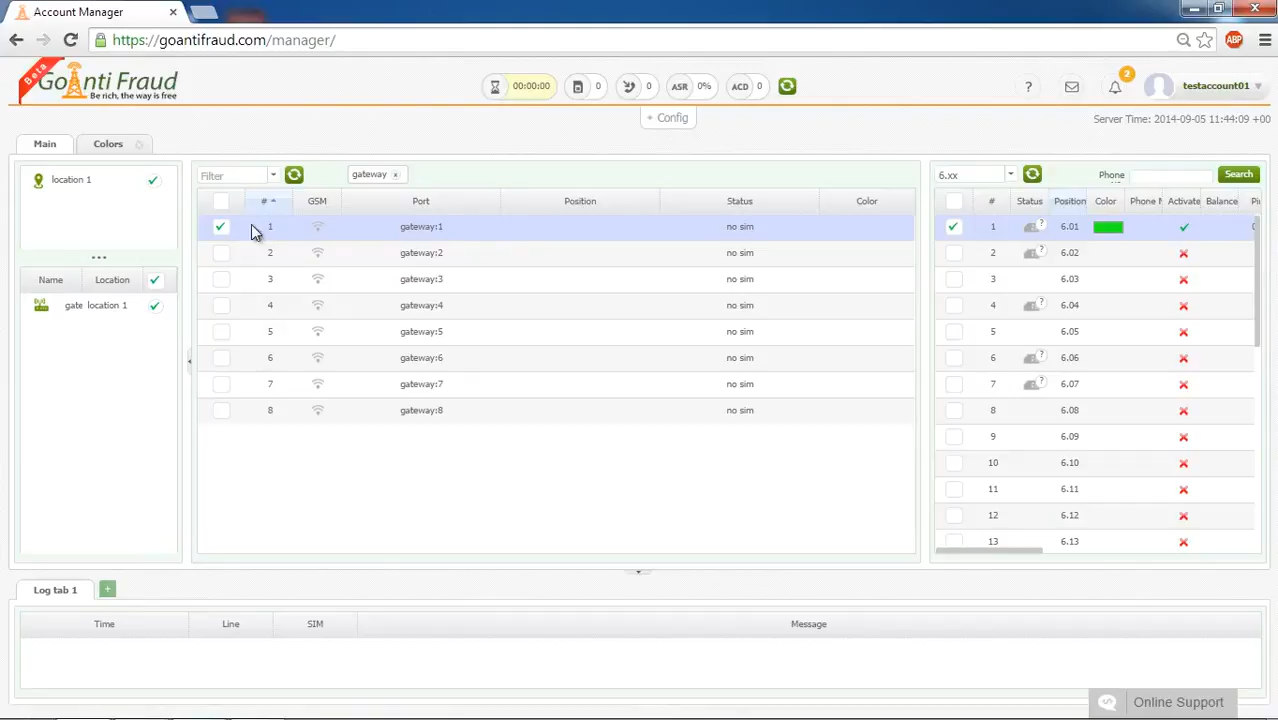 Account Manager
https://goantifraud.com/manager/
ABP
Beta
GoAnti Fraud
Be rich, the way is free
00:00:00 0 0 ASR 0% ACD 0
? 2 testaccount01
+ Config
Server Time: 2014-09-05 11:44:09 +00
Main Colors
location 1
Name Location
gate location 1
Filter gateway x
# GSM Port Position Status Color
1 gateway:1 no sim
2 gateway:2 no sim
3 gateway:3 no sim
4 gateway:4 no sim
5 gateway:5 no sim
6 gateway:6 no sim
7 gateway:7 no sim
8 gateway:8 no sim
6.xx Phone Search
# Status Position Color Phone Activate Balance
1 ? 6.01
2 ? 6.02
3 6.03
4 ? 6.04
5 6.05
6 ? 6.06
7 ? 6.07
8 6.08
9 6.09
10 6.10
11 6.11
12 6.12
13 6.13
Log tab 1 +
Time Line SIM Message
Online Support